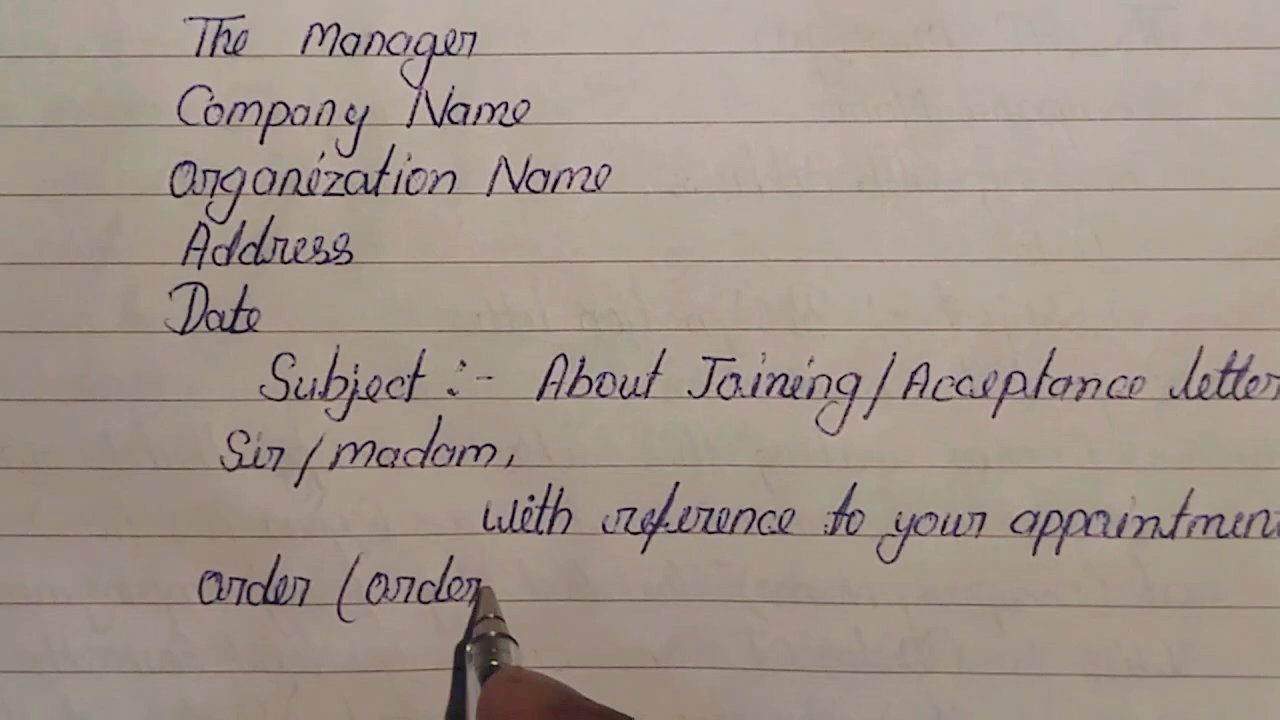 The Manager
Company Name
Organization Name
Address
Date
Subject :- About Joining/Acceptance letter
Sir/madam,
with reference to your appointmen
order (order